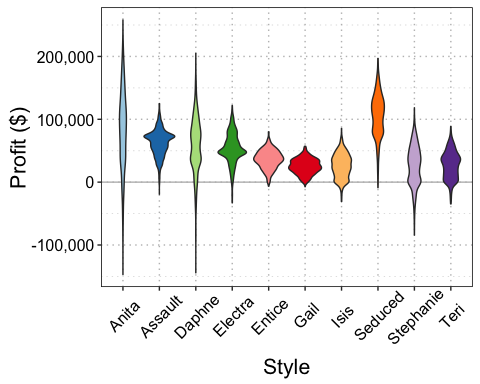 Profit ($)
200,000
100,000
0
-100,000
Anita
Assault
Daphne
Electra
Entice
Gail
Isis
Seduced
Stephanie
Teri
Style